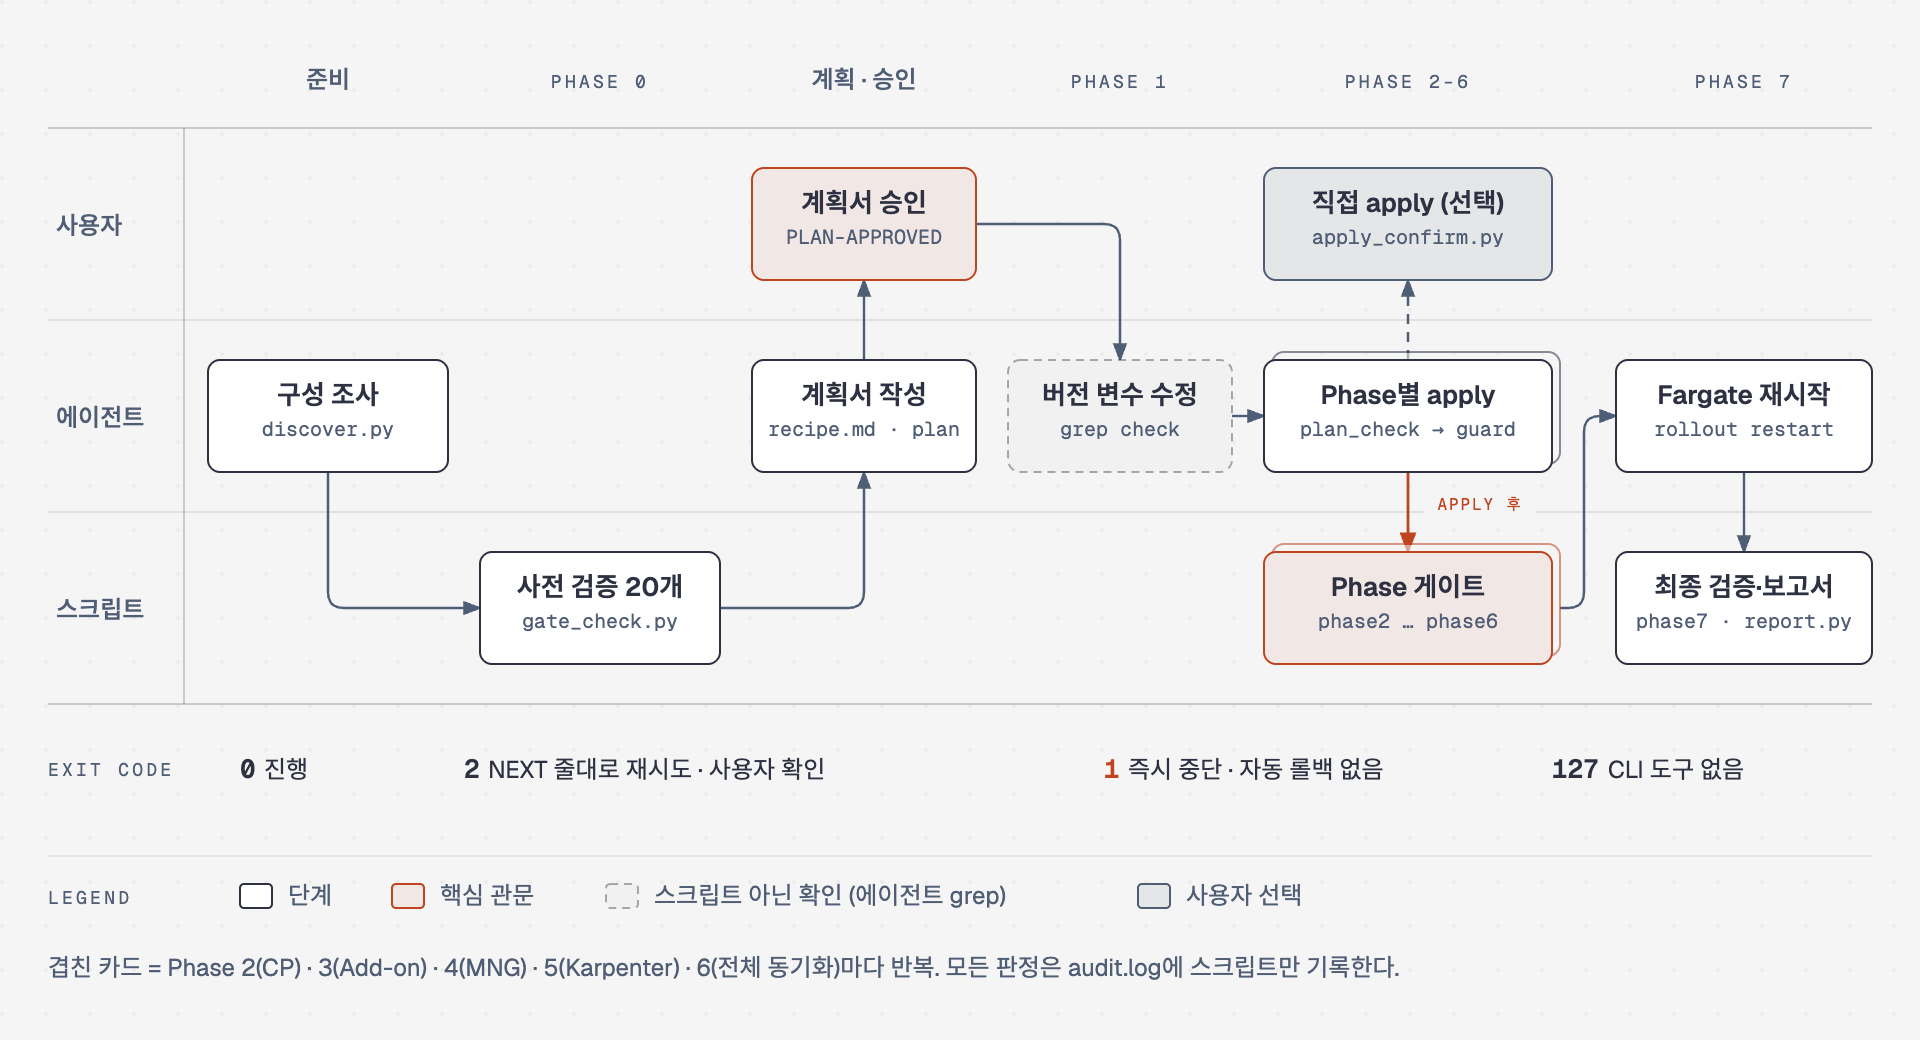 준비
PHASE 0
계획 · 승인
PHASE 1
PHASE 2-6
PHASE 7
사용자
계획서 승인
PLAN-APPROVED
직접 apply (선택)
apply_confirm.py
에이전트
구성 조사
discover.py
계획서 작성
recipe.md · plan
버전 변수 수정
grep check
Phase별 apply
plan_check → guard
Fargate 재시작
rollout restart
APPLY 후
스크립트
사전 검증 20개
gate_check.py
Phase 게이트
phase2 … phase6
최종 검증·보고서
phase7 · report.py
EXIT CODE
0 진행
2 NEXT 줄대로 재시도 · 사용자 확인
1 즉시 중단 · 자동 롤백 없음
127 CLI 도구 없음
LEGEND
단계
핵심 관문
스크립트 아닌 확인 (에이전트 grep)
사용자 선택
겹친 카드 = Phase 2(CP) · 3(Add-on) · 4(MNG) · 5(Karpenter) · 6(전체 동기화)마다 반복. 모든 판정은 audit.log에 스크립트만 기록한다.